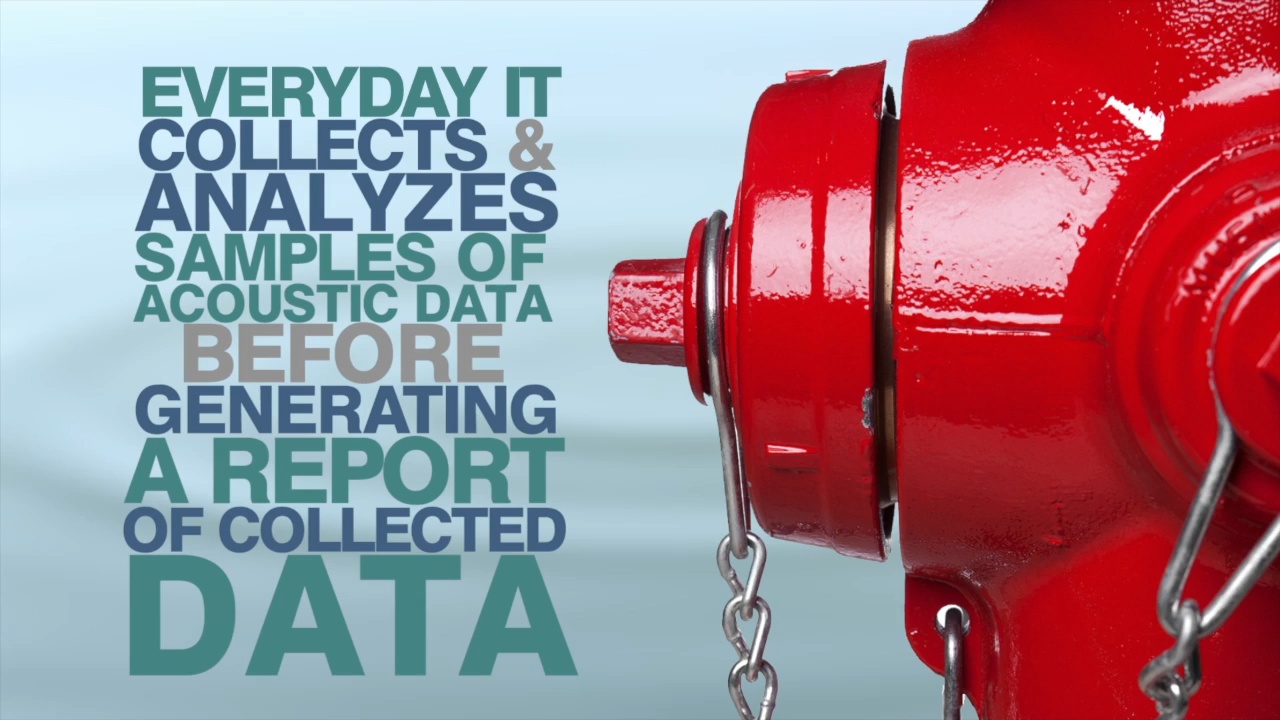 EVERYDAY IT
COLLECTS &
ANALYZES
SAMPLES OF
ACOUSTIC DATA
BEFORE
GENERATING
A REPORT
OF COLLECTED
DATA